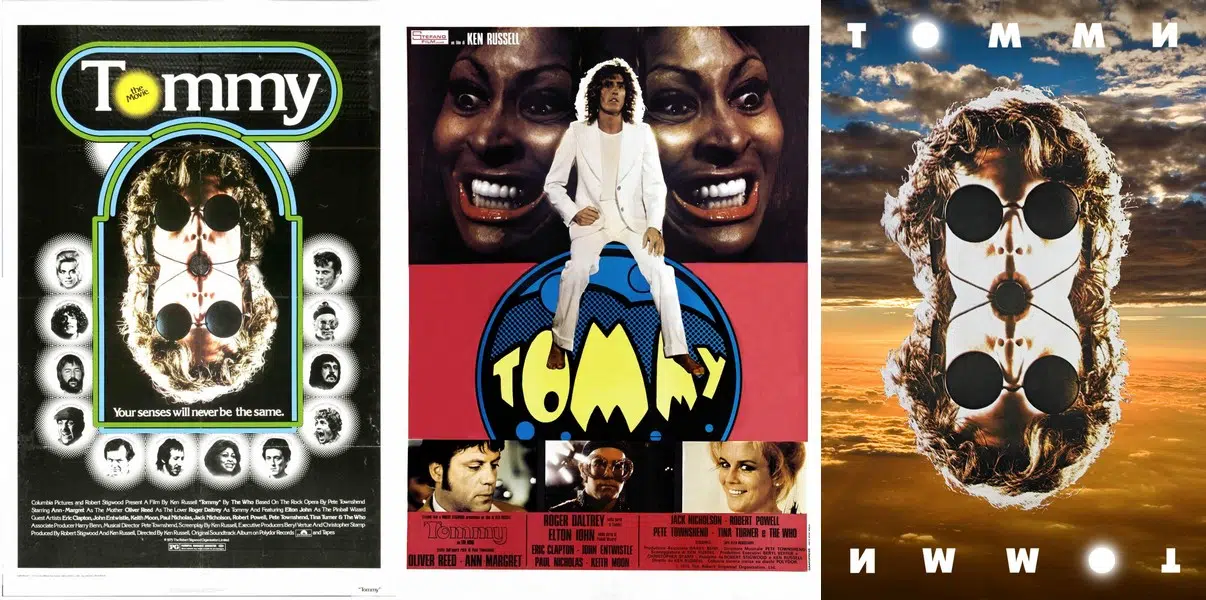 Tommy
the Movie
Your senses will never be the same.
Columbia Pictures and Robert Stigwood Present A Film By Ken Russell "Tommy" By The Who Based On The Rock Opera By Pete Townshend
Starring Ann-Margret As The Mother Oliver Reed As The Lover Roger Daltrey As Tommy and Featuring Elton John As The Pinball Wizard
Guest Artists Eric Clapton, John Entwistle, Keith Moon, Paul Nicholas, Jack Nicholson, Robert Powell, Pete Townshend, Tina Turner & The Who
Associate Producer Harry Benn, Musical Director Pete Townshend, Screenplay By Ken Russell, Executive Producers Beryl Vertue And Christopher Stamp
Produced By Robert Stigwood And Ken Russell, Directed By Ken Russell, Original Soundtrack Album on Polydor Records and Tapes
PG
"Tommy"
STEFANO FILM
un film di KEN RUSSELL
TOMMY
Tommy
OLIVER REED · ANN MARGRET
ROGER DALTREY
ELTON JOHN
ERIC CLAPTON · JOHN ENTWISTLE
PAUL NICHOLAS · KEITH MOON
JACK NICHOLSON · ROBERT POWELL
PETE TOWNSHEND · TINA TURNER & THE WHO
T O M M И
И W W O ⊥